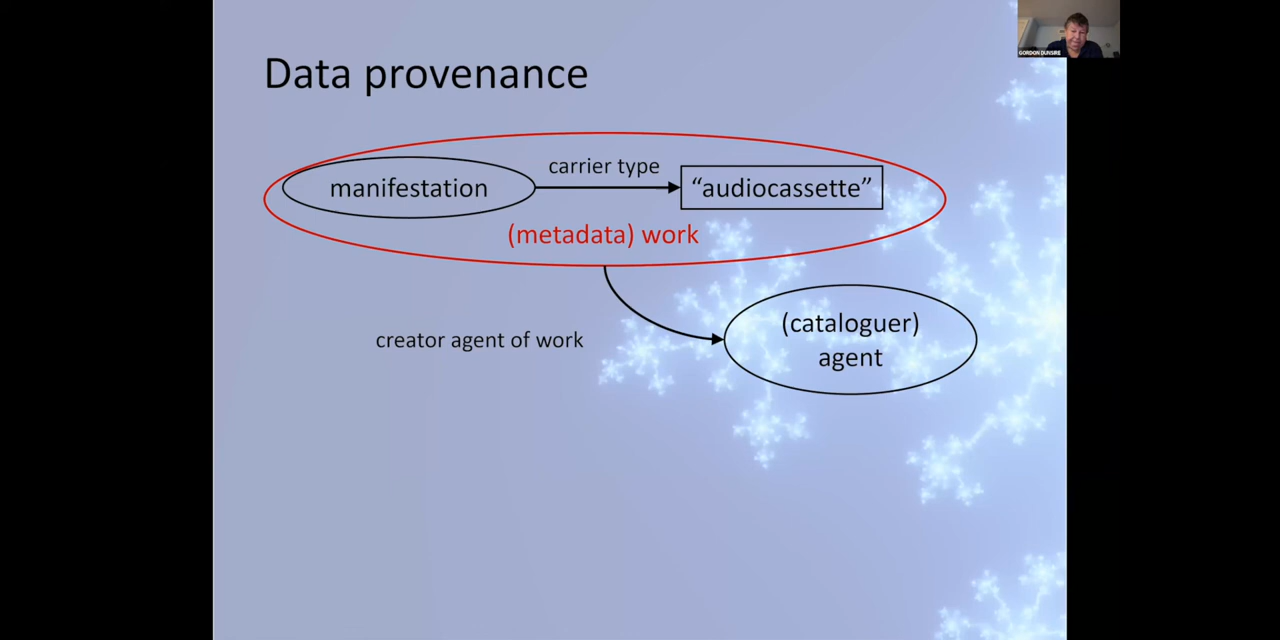 GORDON DUNSIRE
Data provenance
carrier type
manifestation
“audiocassette”
(metadata) work
(cataloguer)
agent
creator agent of work